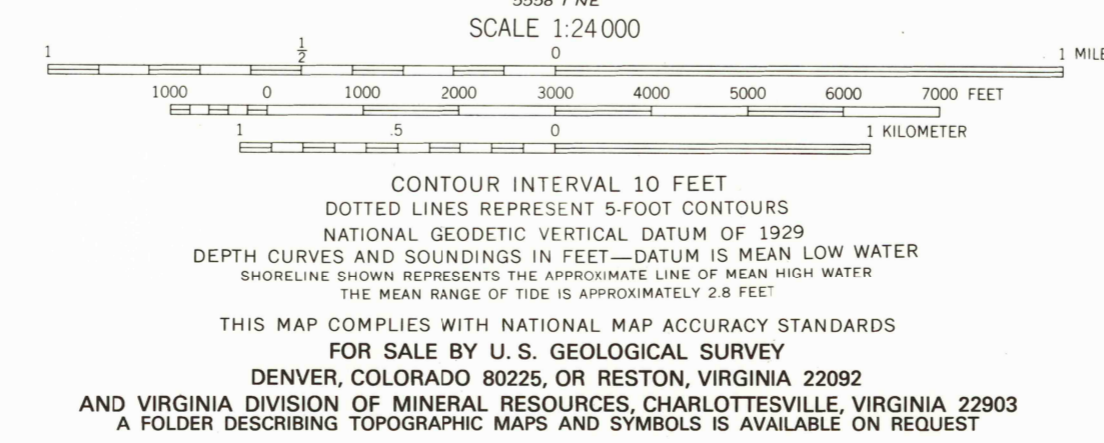 SCALE 1:24 000
1 ½ 0 1 MILE
1000 0 1000 2000 3000 4000 5000 6000 7000 FEET
1 .5 0 1 KILOMETER
CONTOUR INTERVAL 10 FEET
DOTTED LINES REPRESENT 5-FOOT CONTOURS
NATIONAL GEODETIC VERTICAL DATUM OF 1929
DEPTH CURVES AND SOUNDINGS IN FEET—DATUM IS MEAN LOW WATER
SHORELINE SHOWN REPRESENTS THE APPROXIMATE LINE OF MEAN HIGH WATER
THE MEAN RANGE OF TIDE IS APPROXIMATELY 2.8 FEET
THIS MAP COMPLIES WITH NATIONAL MAP ACCURACY STANDARDS
FOR SALE BY U. S. GEOLOGICAL SURVEY
DENVER, COLORADO 80225, OR RESTON, VIRGINIA 22092
AND VIRGINIA DIVISION OF MINERAL RESOURCES, CHARLOTTESVILLE, VIRGINIA 22903
A FOLDER DESCRIBING TOPOGRAPHIC MAPS AND SYMBOLS IS AVAILABLE ON REQUEST